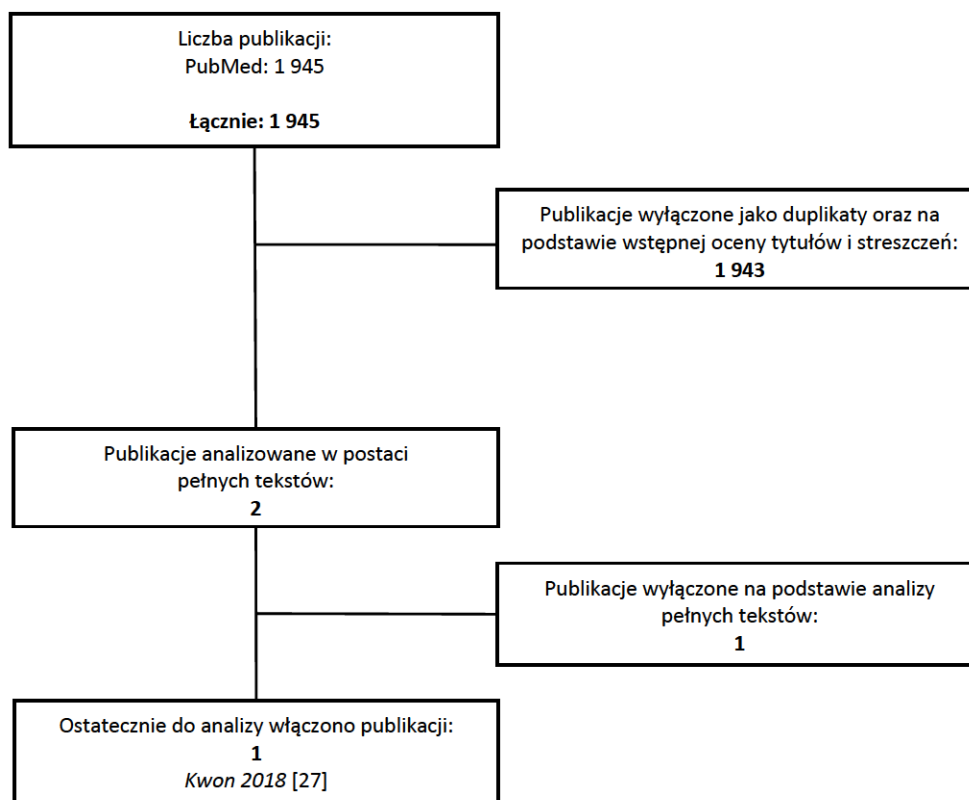 Liczba publikacji:
PubMed: 1 945
Łącznie: 1 945
Publikacje wyłączone jako duplikaty oraz na
podstawie wstępnej oceny tytułów i streszczeń:
1 943
Publikacje analizowane w postaci
pełnych tekstów:
2
Publikacje wyłączone na podstawie analizy
pełnych tekstów:
1
Ostatecznie do analizy włączono publikacji:
1
Kwon 2018 [27]